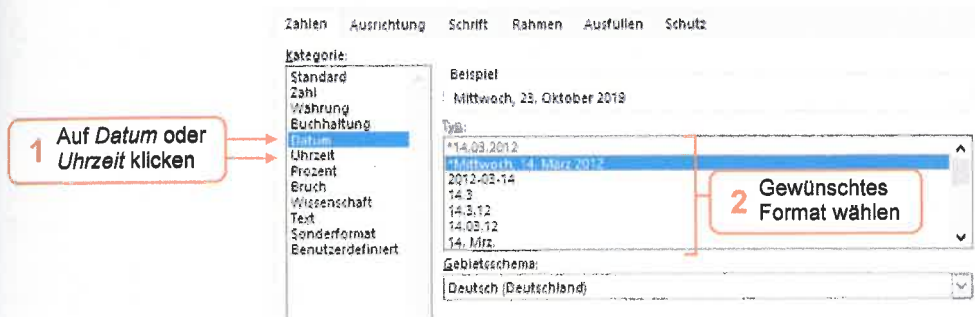 Zahlen Ausrichtung Schrift Rahmen Ausfüllen Schutz
Kategorie:
Standard
Zahl
Währung
Buchhaltung
Datum
Uhrzeit
Prozent
Bruch
Wissenschaft
Text
Sonderformat
Benutzerdefiniert
1 Auf Datum oder
Uhrzeit klicken
Beispiel
Mittwoch, 23. Oktober 2019
Typ:
*14.03.2012
*Mittwoch, 14. März 2012
2012-03-14
14.3
14.3.12
14.03.12
14. Mrz.
2 Gewünschtes
Format wählen
Gebietsschema:
Deutsch (Deutschland)